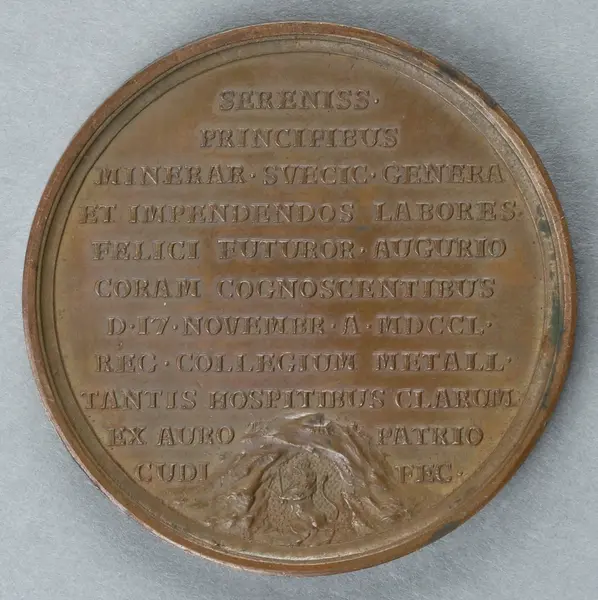 SERENISS·
PRINCIPIBUS
MINERAR·SVECIC·GENERA
ET IMPENDENDOS LABORES·
FELICI FUTUROR·AUGURIO
CORAM COGNOSCENTIBUS
D·17·NOVEMBR·A·MDCCL·
REG·COLLEGIUM METALL·
TANTIS HOSPITIBUS CLARUM
EX AURO PATRIO
CUDI FEC·